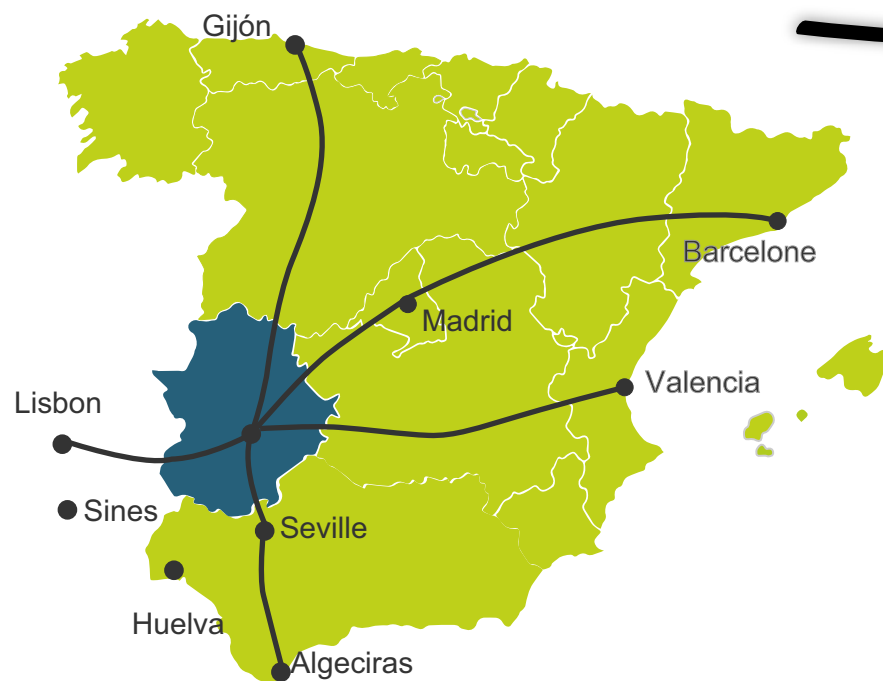 Gijón
Barcelone
Madrid
Valencia
Lisbon
Sines
Seville
Huelva
Algeciras